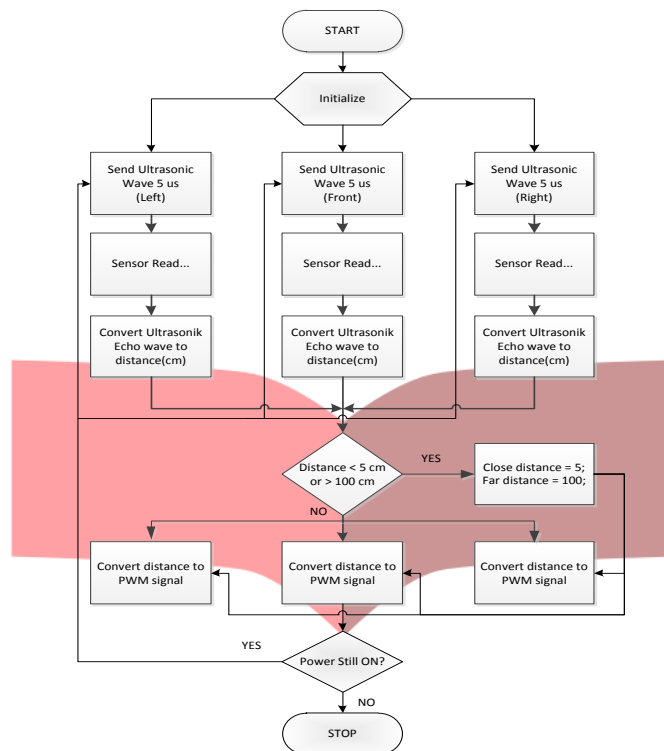 START
Initialize
Send Ultrasonic
Wave 5 us
(Left)
Send Ultrasonic
Wave 5 us
(Front)
Send Ultrasonic
Wave 5 us
(Right)
Sensor Read...
Sensor Read...
Sensor Read...
Convert Ultrasonik
Echo wave to
distance(cm)
Convert Ultrasonik
Echo wave to
distance(cm)
Convert Ultrasonik
Echo wave to
distance(cm)
Distance < 5 cm
or > 100 cm
YES
Close distance = 5;
Far distance = 100;
NO
Convert distance to
PWM signal
Convert distance to
PWM signal
Convert distance to
PWM signal
YES
Power Still ON?
NO
STOP